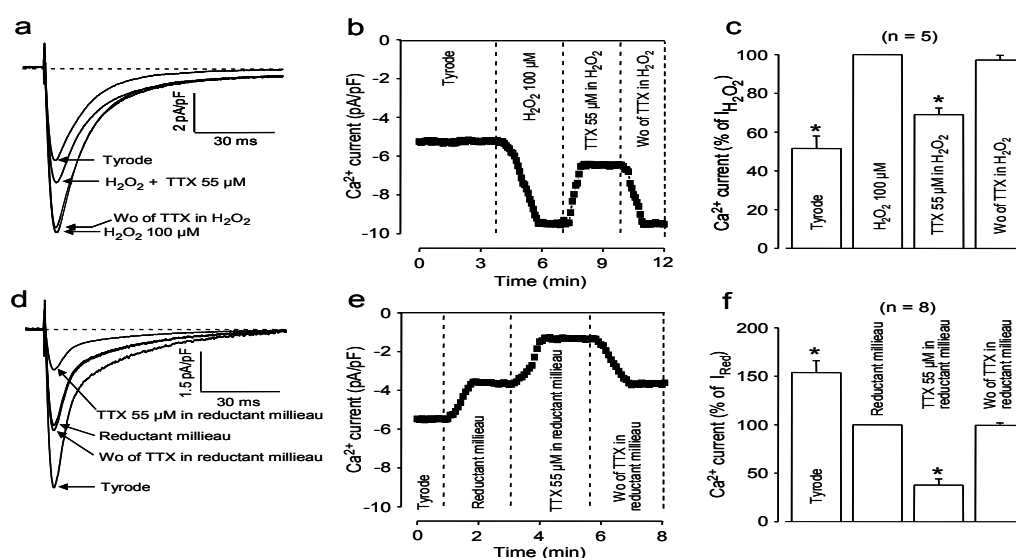 a
Tyrode
H₂O₂ + TTX 55 µM
Wo of TTX in H₂O₂
H₂O₂ 100 µM
2 pA/pF
30 ms
b
Ca²⁺ current (pA/pF)
0
-2
-4
-6
-8
-10
Tyrode
H₂O₂ 100 µM
TTX 55 µM in H₂O₂
Wo of TTX in H₂O₂
0 3 6 9 12
Time (min)
c
(n = 5)
Ca²⁺ current (% of I_H₂O₂)
100
80
60
40
20
0
*
*
Tyrode
H₂O₂ 100 µM
TTX 55 µM in H₂O₂
Wo of TTX in H₂O₂
d
1.5 pA/pF
30 ms
TTX 55 µM in reductant millieau
Reductant millieau
Wo of TTX in reductant millieau
Tyrode
e
Ca²⁺ current (pA/pF)
0
-2
-4
-6
-8
-10
Tyrode
Reductant millieau
TTX 55 µM in reductant millieau
Wo of TTX in
reductant millieau
0 2 4 6 8
Time (min)
f
(n = 8)
Ca²⁺ current (% of I_Red)
200
150
100
50
0
*
*
Tyrode
Reductant millieau
TTX 55 µM in
reductant millieau
Wo of TTX in
reductant millieau